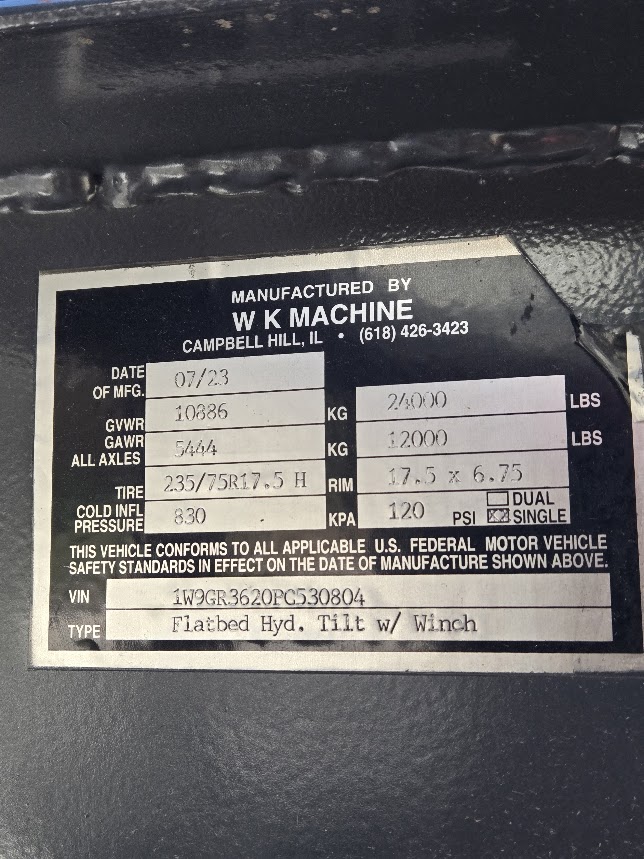 MANUFACTURED BY
W K MACHINE
CAMPBELL HILL, IL • (618) 426-3423
DATE OF MFG. 07/23
GVWR 10886 KG 24000 LBS
GAWR ALL AXLES 5444 KG 12000 LBS
TIRE 235/75R17.5 H RIM 17.5 x 6.75
COLD INFL PRESSURE 830 KPA 120 PSI DUAL SINGLE
THIS VEHICLE CONFORMS TO ALL APPLICABLE U.S. FEDERAL MOTOR VEHICLE
SAFETY STANDARDS IN EFFECT ON THE DATE OF MANUFACTURE SHOWN ABOVE.
VIN 1W9GR3620PC530804
TYPE Flatbed Hyd. Tilt w/ Winch